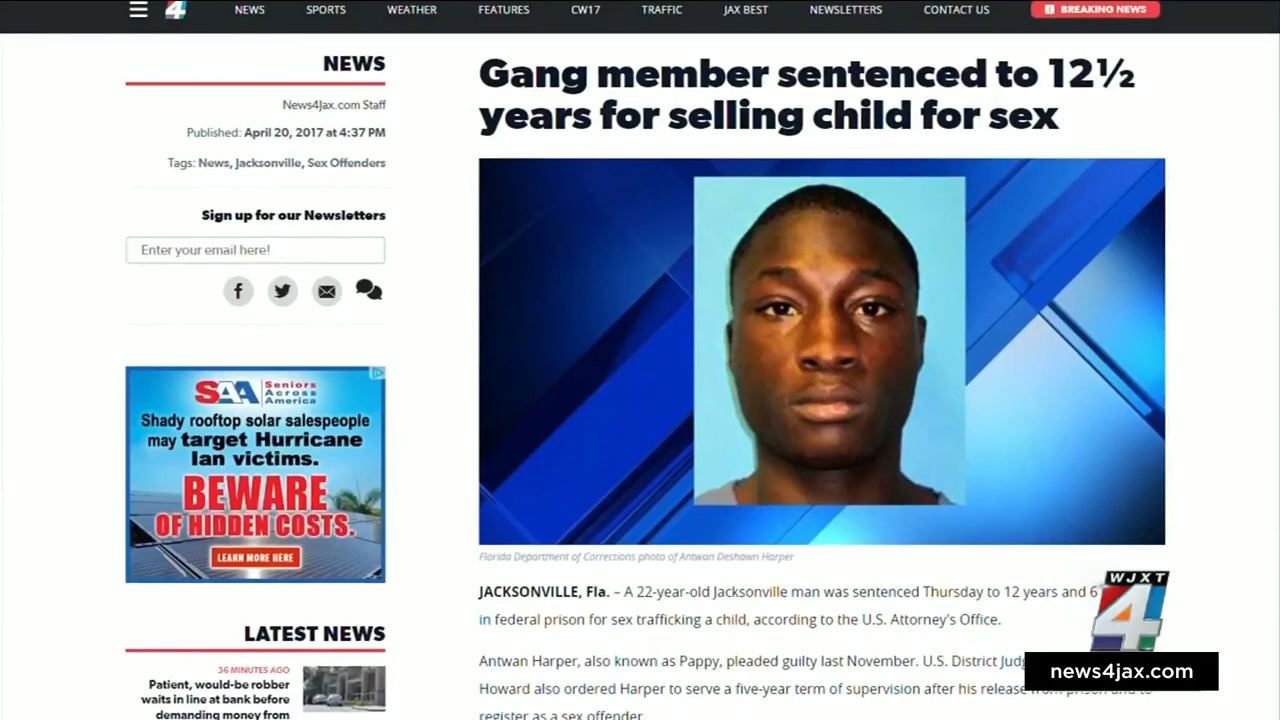 4
NEWS
SPORTS
WEATHER
FEATURES
CW17
TRAFFIC
JAX BEST
NEWSLETTERS
CONTACT US
BREAKING NEWS
NEWS
News4Jax.com Staff
Published: April 20, 2017 at 4:37 PM
Tags: News, Jacksonville, Sex Offenders
Sign up for our Newsletters
Enter your email here!
SAA Seniors
Across
America
Shady rooftop solar salespeople
may target Hurricane
Ian victims.
BEWARE
OF HIDDEN COSTS.
LEARN MORE HERE
LATEST NEWS
36 MINUTES AGO
Patient, would-be robber
waits in line at bank before
demanding money from
Gang member sentenced to 12½
years for selling child for sex
Florida Department of Corrections photo of Antwan Deshawn Harper
JACKSONVILLE, Fla. – A 22-year-old Jacksonville man was sentenced Thursday to 12 years and 6
in federal prison for sex trafficking a child, according to the U.S. Attorney's Office.
Antwan Harper, also known as Pappy, pleaded guilty last November. U.S. District
Howard also ordered Harper to serve a five-year term of supervision after his release from prison and to
register as a sex offender.
WJXT
4
news4jax.com